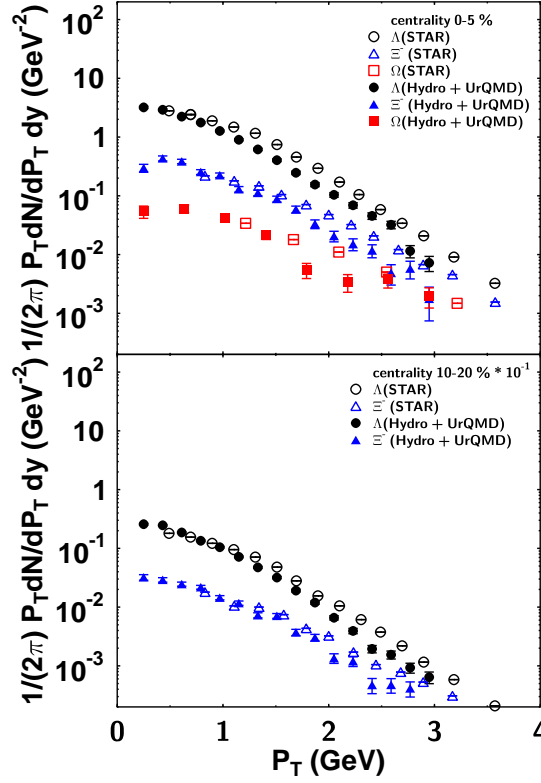 centrality 0-5 %
Λ(STAR)
Ξ⁻(STAR)
Ω(STAR)
Λ(Hydro + UrQMD)
Ξ⁻(Hydro + UrQMD)
Ω(Hydro + UrQMD)
10²
10
1
10⁻¹
10⁻²
10⁻³
1/(2π) P_T dN/dP_T dy (GeV⁻²)
centrality 10-20 % * 10⁻¹
Λ(STAR)
Ξ⁻(STAR)
Λ(Hydro + UrQMD)
Ξ⁻(Hydro + UrQMD)
10²
10
1
10⁻¹
10⁻²
10⁻³
1/(2π) P_T dN/dP_T dy (GeV⁻²)
0 1 2 3 4
P_T (GeV)